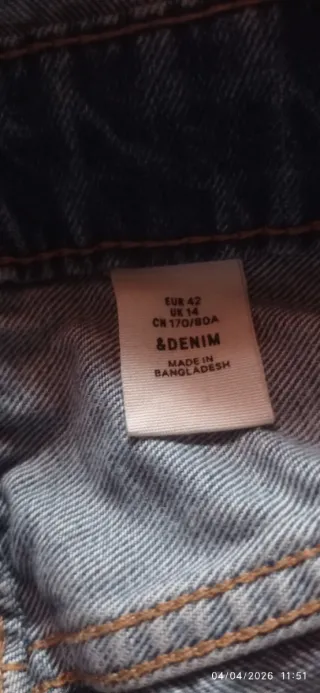 EUR 42
UK 14
CN 170/80A
&DENIM
MADE IN
BANGLADESH
04/04/2026 11:51